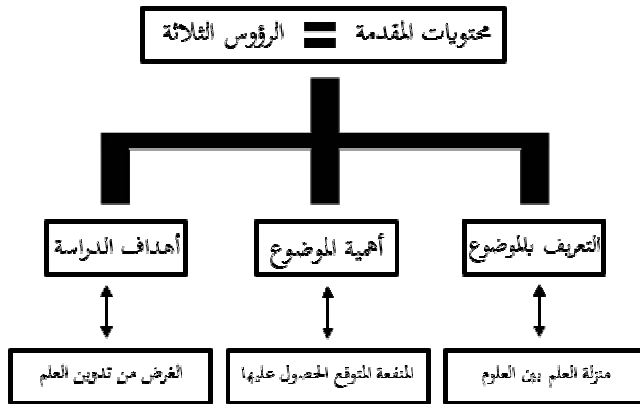 محتويات المقدمة = الرؤوس الثلاثة
التعريف بالموضوع
أهمية الموضوع
أهداف الدراسة
منزلة العلم بين العلوم
المنفعة المتوقع الحصول عليها
الغرض من تدوين العلم